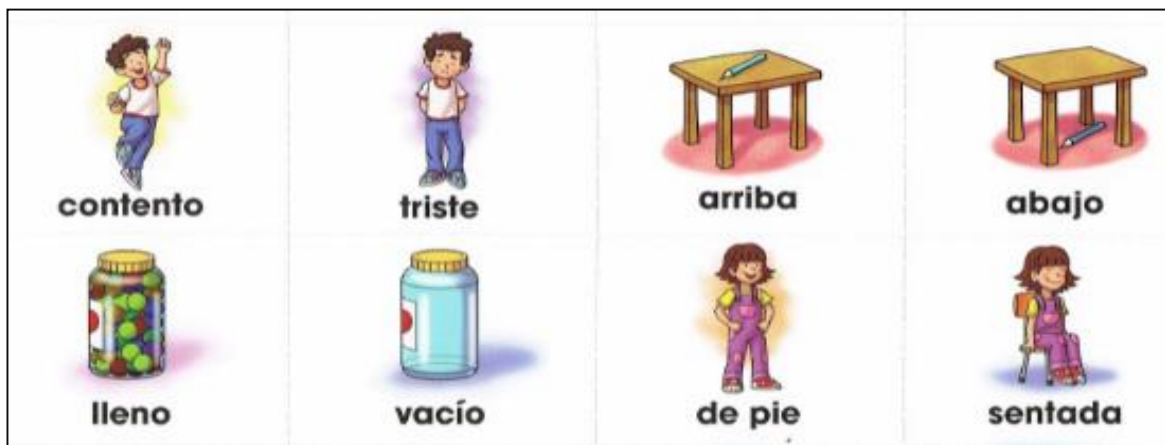 contento triste arriba abajo
lleno vacío de pie sentada